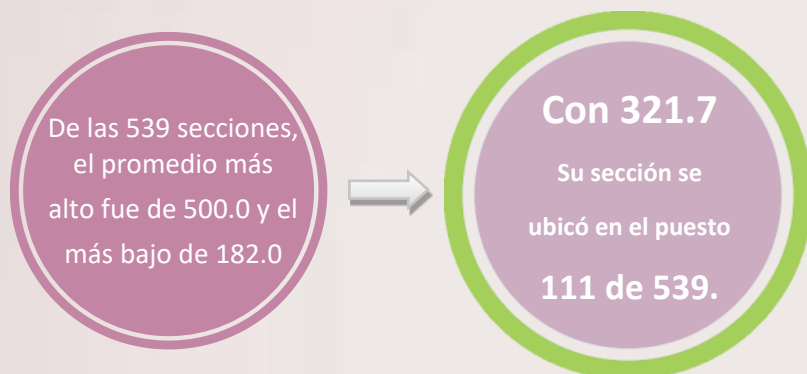 De las 539 secciones,
el promedio más
alto fue de 500.0 y el
más bajo de 182.0
Con 321.7
Su sección se
ubicó en el puesto
111 de 539.